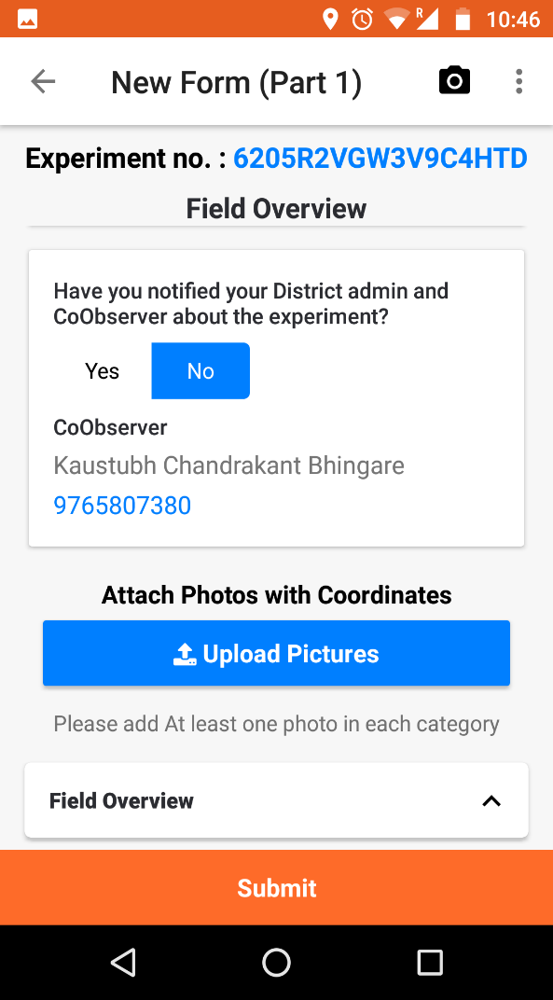 R
10:46
New Form (Part 1)
Experiment no. : 6205R2VGW3V9C4HTD
Field Overview
Have you notified your District admin and
CoObserver about the experiment?
Yes No
CoObserver
Kaustubh Chandrakant Bhingare
9765807380
Attach Photos with Coordinates
Upload Pictures
Please add At least one photo in each category
Field Overview
Submit